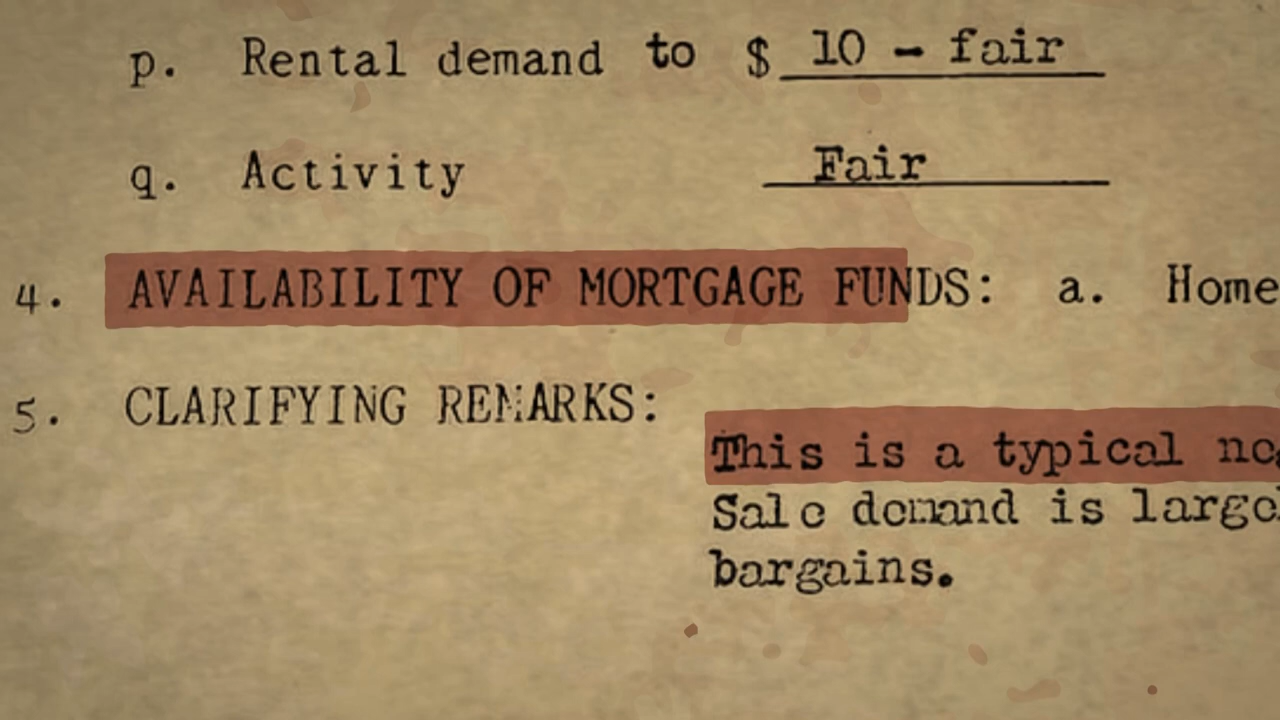 p. Rental demand to $ 10 - fair
q. Activity Fair
4. AVAILABILITY OF MORTGAGE FUNDS: a. Home
5. CLARIFYING REMARKS:
This is a typical
Sale demand is
bargains.